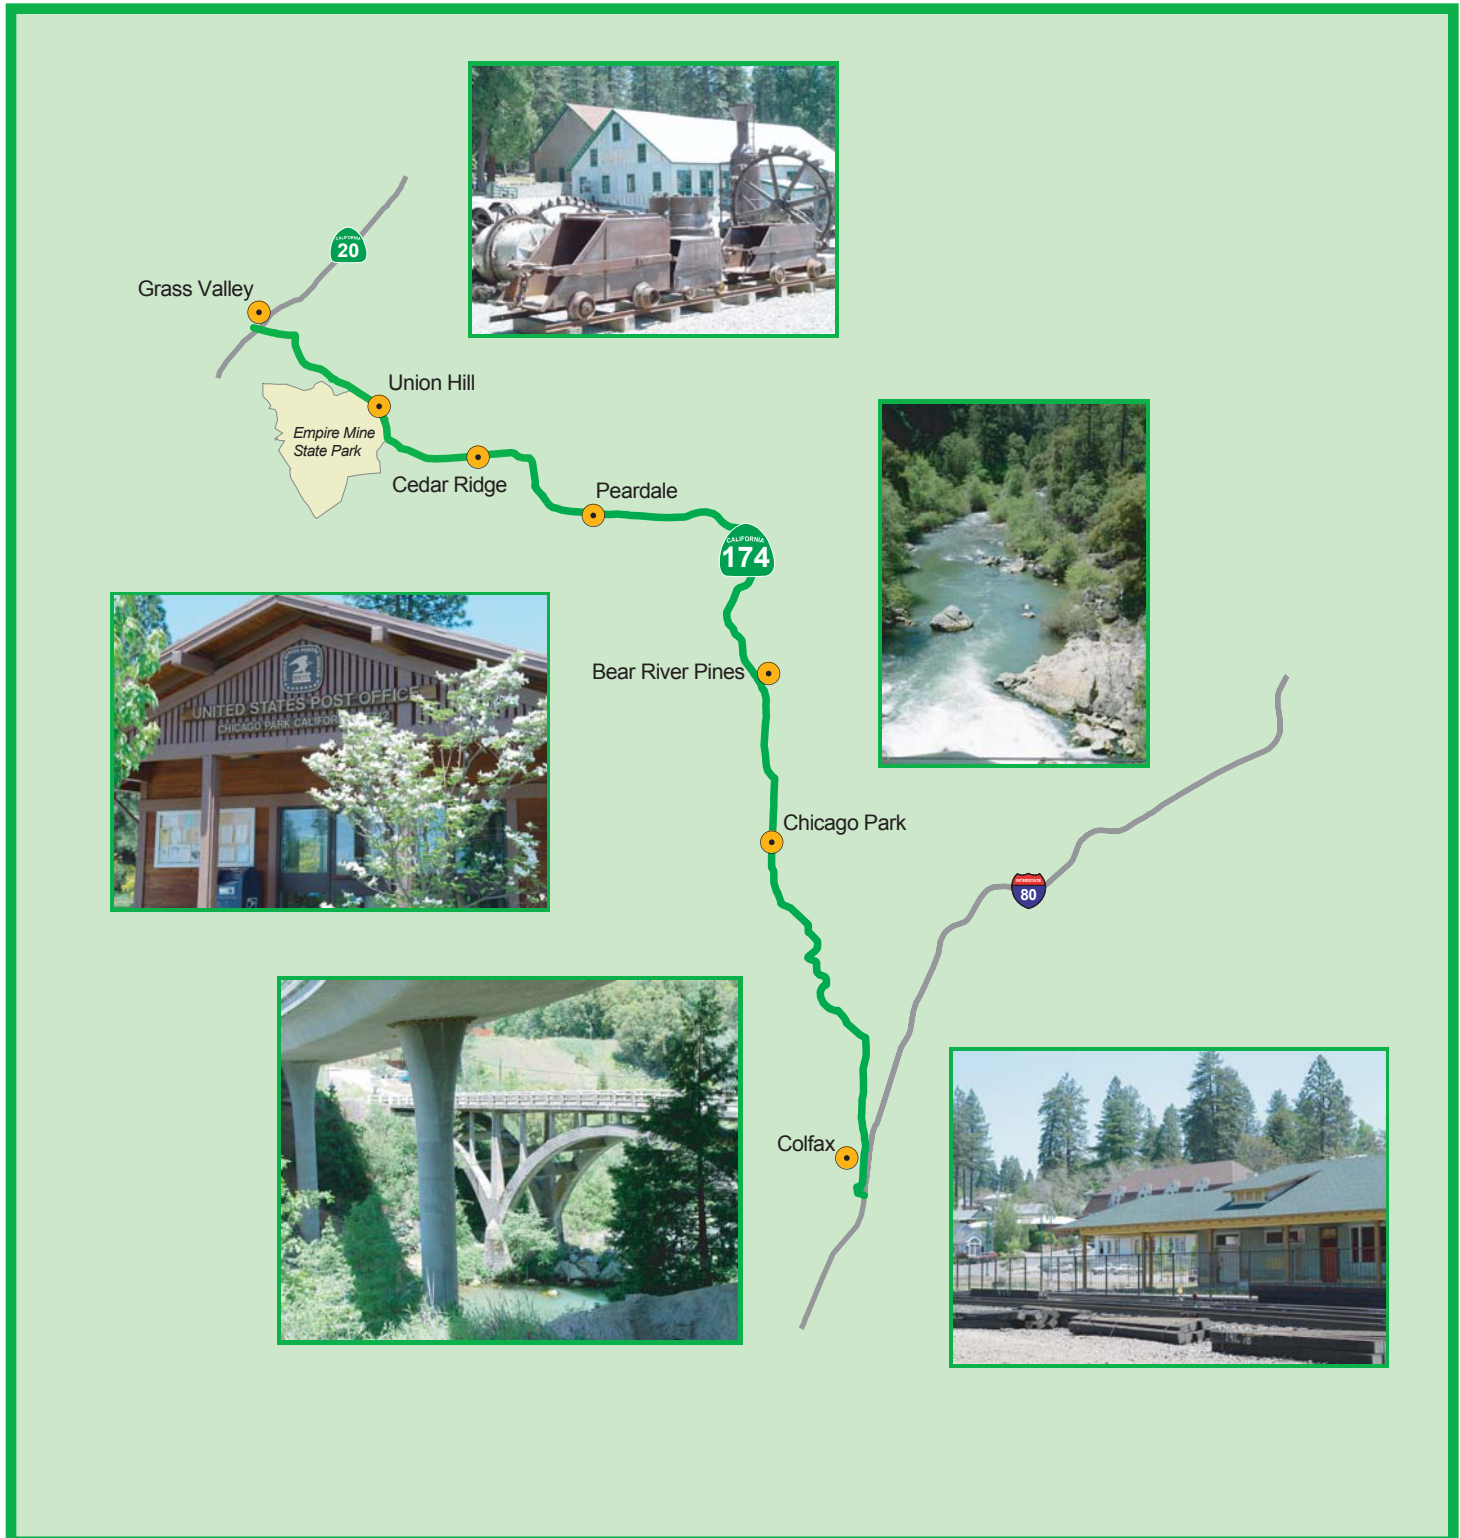 CALIFORNIA
20
Grass Valley
Union Hill
Empire Mine
State Park
Cedar Ridge
Peardale
CALIFORNIA
174
UNITED STATES POST OFFICE
CHICAGO PARK
Bear River Pines
Chicago Park
INTERSTATE
80
Colfax